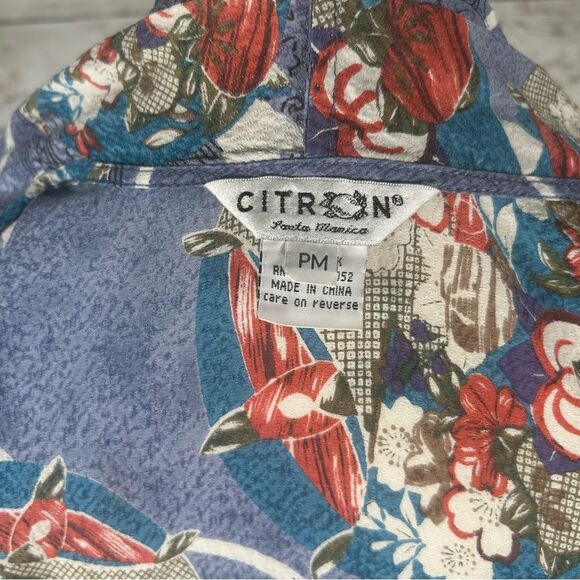 CITRON®
Santa Monica
PM
RN 052
MADE IN CHINA
care on reverse